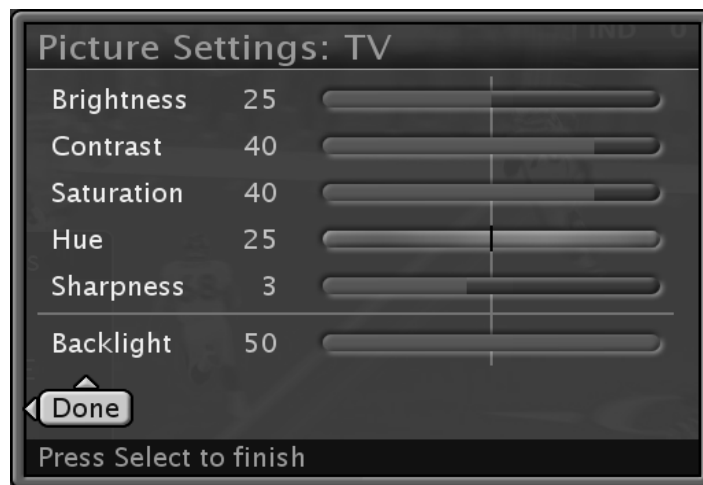 Picture Settings: TV
Brightness 25
Contrast 40
Saturation 40
Hue 25
Sharpness 3
Backlight 50
Done
Press Select to finish